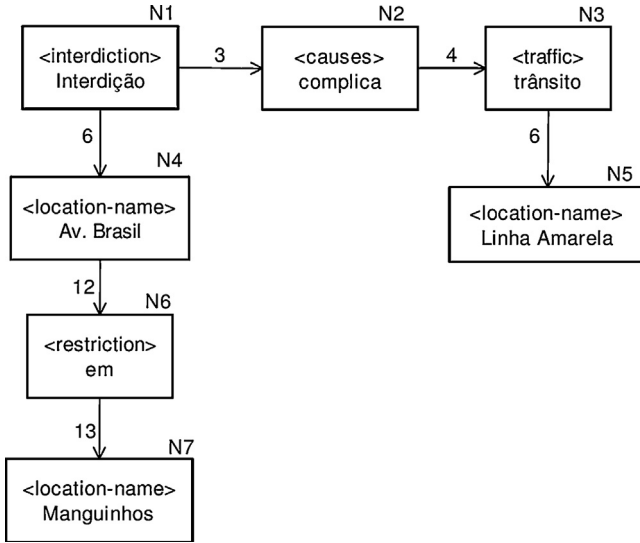 N1
<interdiction>
Interdição
3
N2
<causes>
complica
4
N3
<traffic>
trânsito
6
N4
<location-name>
Av. Brasil
6
N5
<location-name>
Linha Amarela
12
N6
<restriction>
em
13
N7
<location-name>
Manguinhos